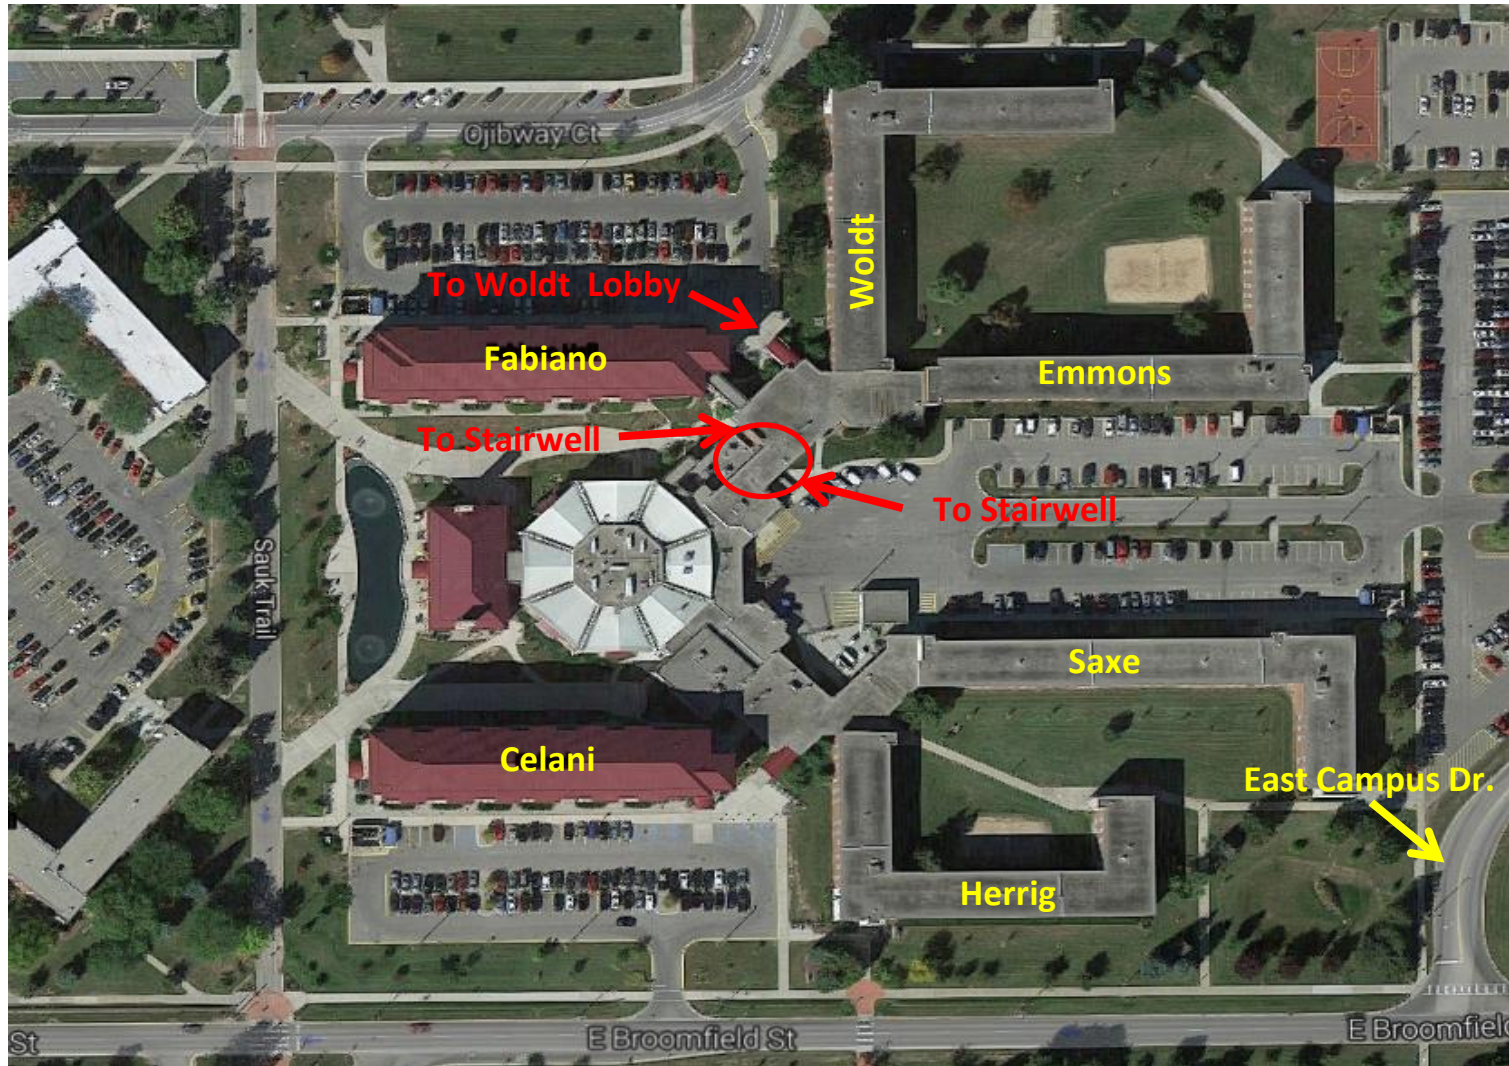 Ojibway Ct
Woldt
To Woldt Lobby
Fabiano
Emmons
To Stairwell
To Stairwell
Sauk Trail
Saxe
Celani
East Campus Dr.
Herrig
St
E Broomfield St
E Broomfield